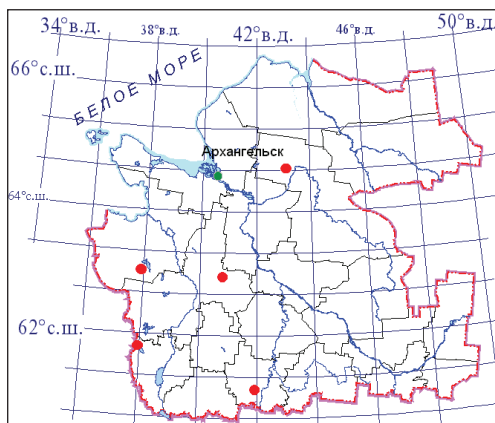 34°в.д.
38°в.д.
42°в.д.
46°в.д.
50°в.д.
66°с.ш.
БЕЛОЕ МОРЕ
Архангельск
64°с.ш.
62°с.ш.